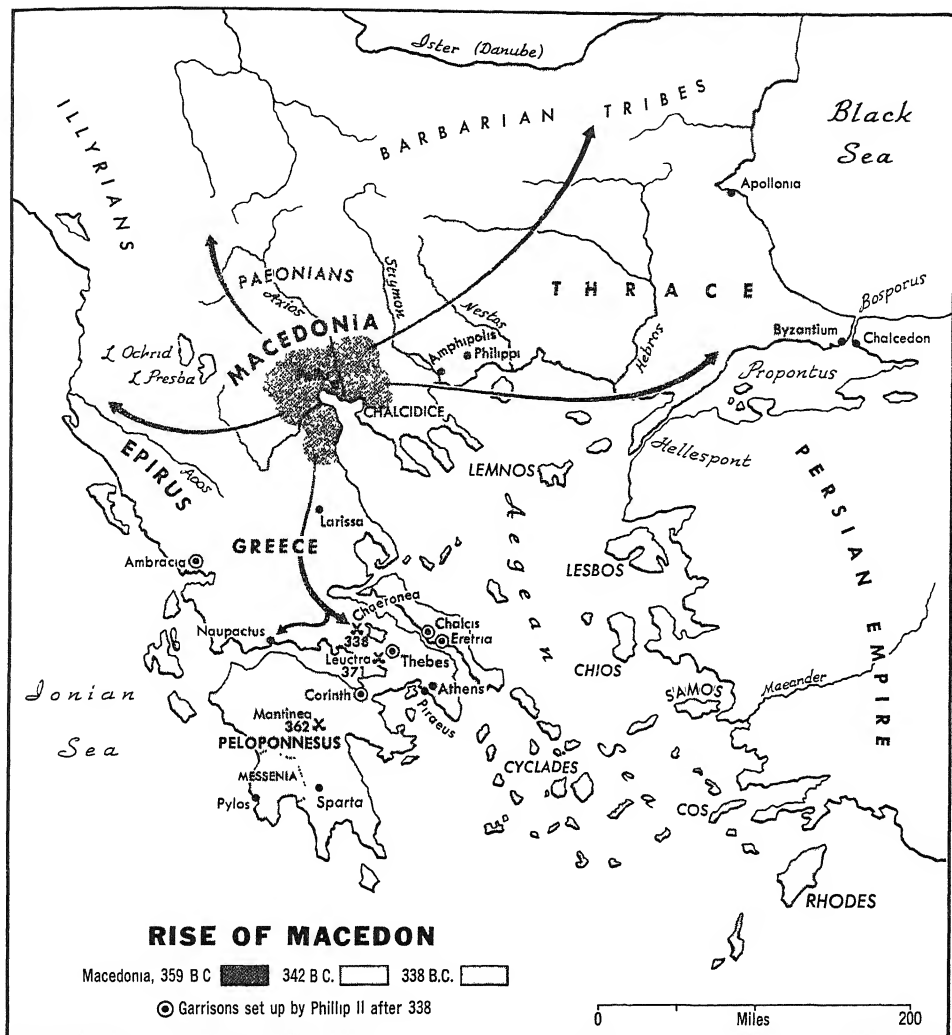 Ister (Danube)
ILLYRIANS
BARBARIAN TRIBES
Black
Sea
Apollonia
PAEONIANS
Axios
Strymon
Nestos
Hebros
THRACE
Bosporus
MACEDONIA
L Ochrid
L Presba
Amphipolis
Philippi
Byzantium
Chalcedon
Propontus
CHALCIDICE
Hellespont
EPIRUS
Aoos
LEMNOS
PERSIAN EMPIRE
Larissa
GREECE
Aegean Sea
Ambracia
LESBOS
Chaeronea
338
Chalcis
Eretria
Naupactus
Leuctra
371
Thebes
CHIOS
Ionian
Sea
Corinth
Athens
Piraeus
SAMOS
Maeander
Mantinea
362
PELOPONNESUS
CYCLADES
MESSENIA
Pylos
Sparta
COS
RHODES
RISE OF MACEDON
Macedonia, 359 B C 342 B C. 338 B.C.
Garrisons set up by Phillip II after 338
0 Miles 200